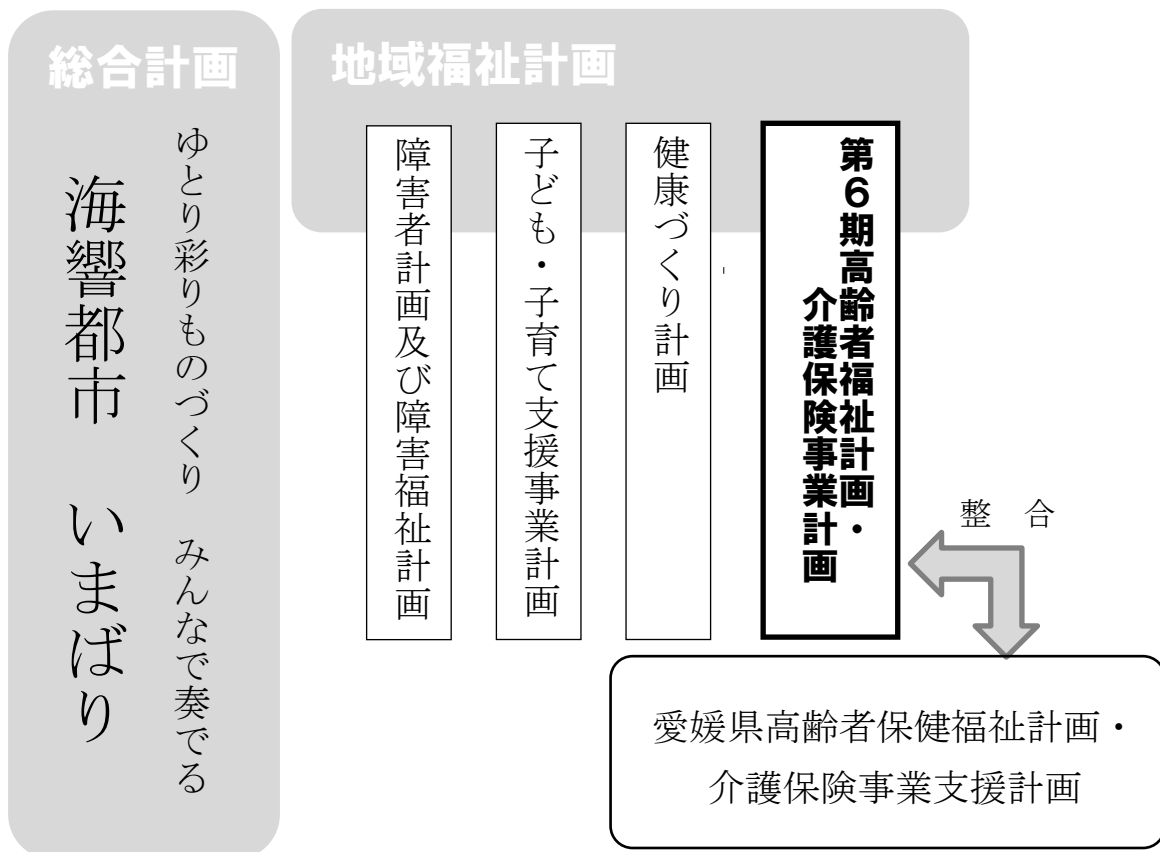 総合計画
ゆとり彩りものづくり　みんなで奏でる
海響都市　いまばり
地域福祉計画
障害者計画及び障害福祉計画
子ども・子育て支援事業計画
健康づくり計画
第６期高齢者福祉計画・
介護保険事業計画
整　合
愛媛県高齢者保健福祉計画・
介護保険事業支援計画